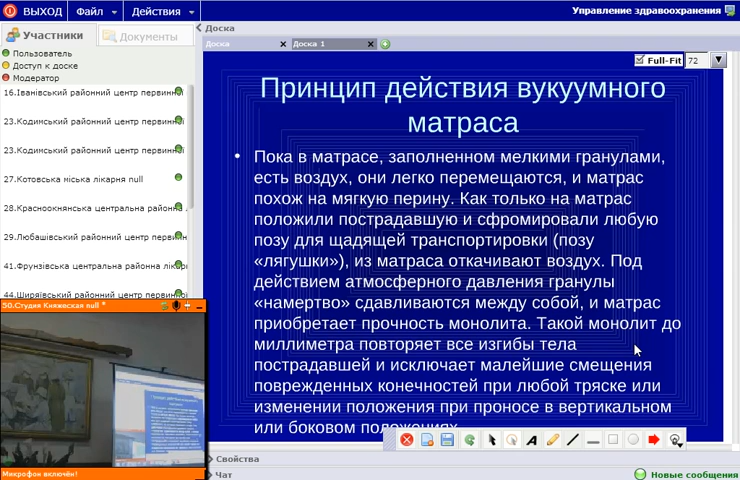 ВЫХОД
Файл
Действия
Управление здравоохранения
Участники
Документы
Пользователь
Доступ к доске
Модератор
16.Іванівський районний центр первинної
23.Кодинський районний центр первинної
23.Кодинський районний центр первинної
27.Котовська міська лікарня null
28.Красноокнянська центральна районна
29.Любашівський районний центр первинн
41.Фрунзівська центральна районна лікар
44.Ширяївський районний центр первинної
50.Студия Княжеская null *
Микрофон включён!
Доска
Доска
Доска 1
Full-Fit
72
Принцип действия вукуумного
матраса
• Пока в матрасе, заполненном мелкими гранулами,
есть воздух, они легко перемещаются, и матрас
похож на мягкую перину. Как только на матрас
положили пострадавшую и сфромировали любую
позу для щадящей транспортировки (позу
«лягушки»), из матраса откачивают воздух. Под
действием атмосферного давления гранулы
«намертво» сдавливаются между собой, и матрас
приобретает прочность монолита. Такой монолит до
миллиметра повторяет все изгибы тела
пострадавшей и исключает малейшие смещения
поврежденных конечностей при любой тряске или
изменении положения при проносе в вертикальном
или боковом положениях.
Свойства
Чат
Новые сообщения